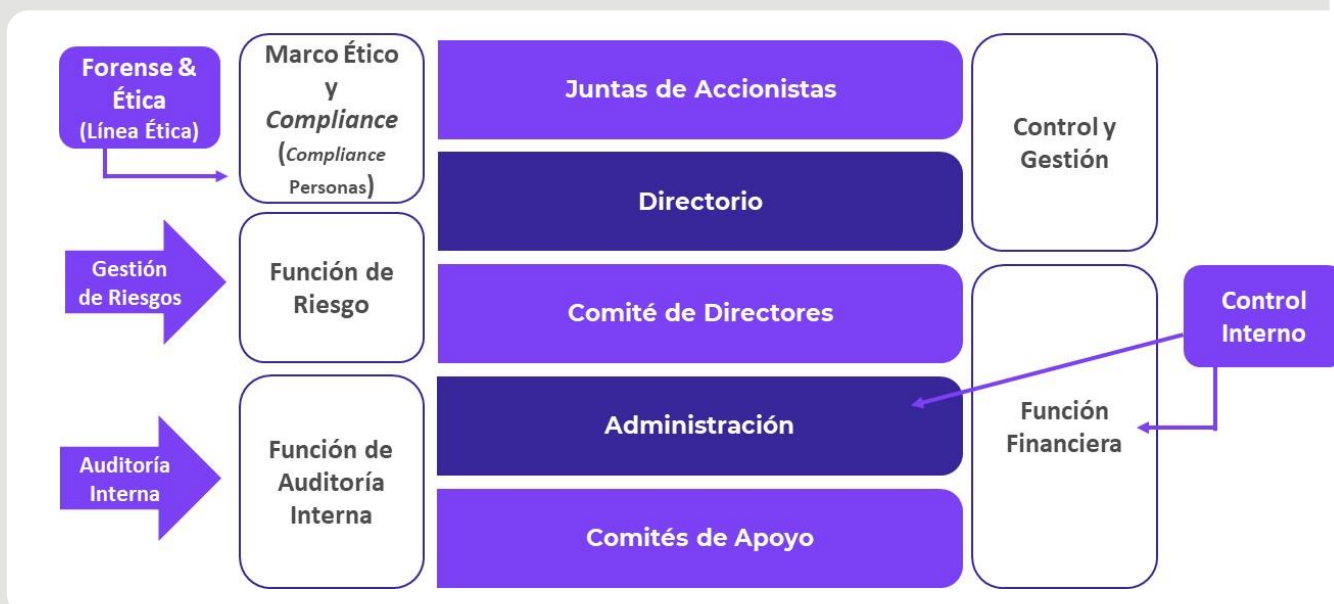 Forense &
Ética
(Línea Ética)
Marco Ético
y
Compliance
(Compliance
Personas)
Gestión
de Riesgos
Función de
Riesgo
Auditoría
Interna
Función de
Auditoría
Interna
Juntas de Accionistas
Directorio
Comité de Directores
Administración
Comités de Apoyo
Control y
Gestión
Función
Financiera
Control
Interno